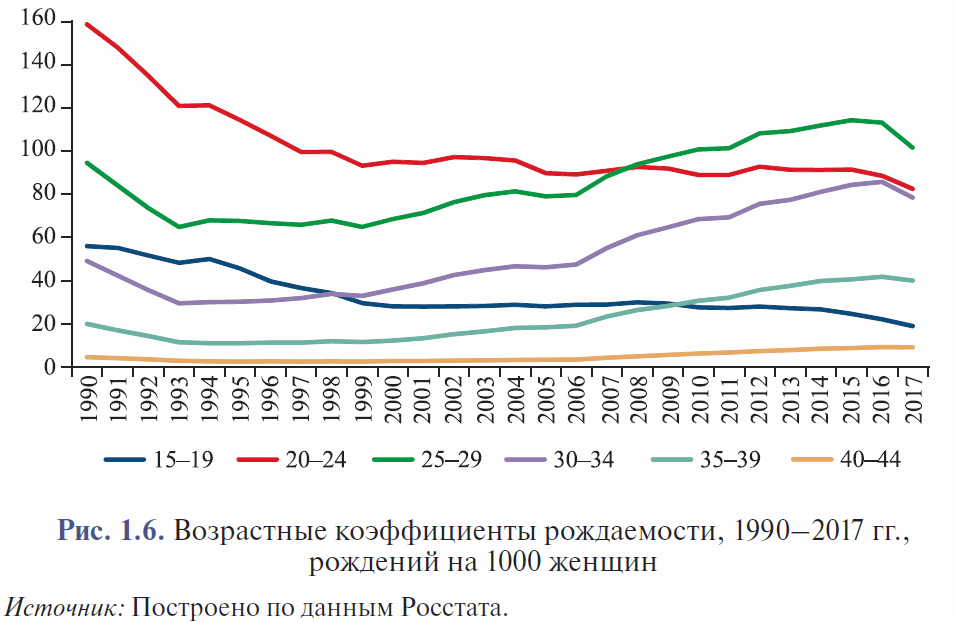 160
140
120
100
80
60
40
20
0
1990 1991 1992 1993 1994 1995 1996 1997 1998 1999 2000 2001 2002 2003 2004 2005 2006 2007 2008 2009 2010 2011 2012 2013 2014 2015 2016 2017
15–19 20–24 25–29 30–34 35–39 40–44
Рис. 1.6. Возрастные коэффициенты рождаемости, 1990–2017 гг.,
рождений на 1000 женщин
Источник: Построено по данным Росстата.